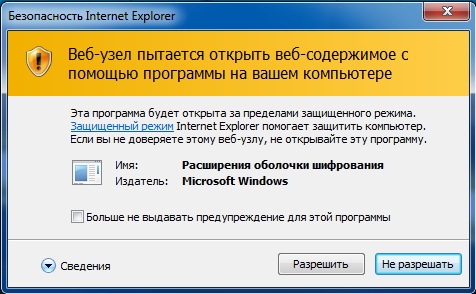 Безопасность Internet Explorer
Веб-узел пытается открыть веб-содержимое с
помощью программы на вашем компьютере
Эта программа будет открыта за пределами защищенного режима.
Защищенный режим Internet Explorer помогает защитить компьютер.
Если вы не доверяете этому веб-узлу, не открывайте эту программу.
Имя: Расширения оболочки шифрования
Издатель: Microsoft Windows
Больше не выдавать предупреждение для этой программы
Сведения Разрешить Не разрешать